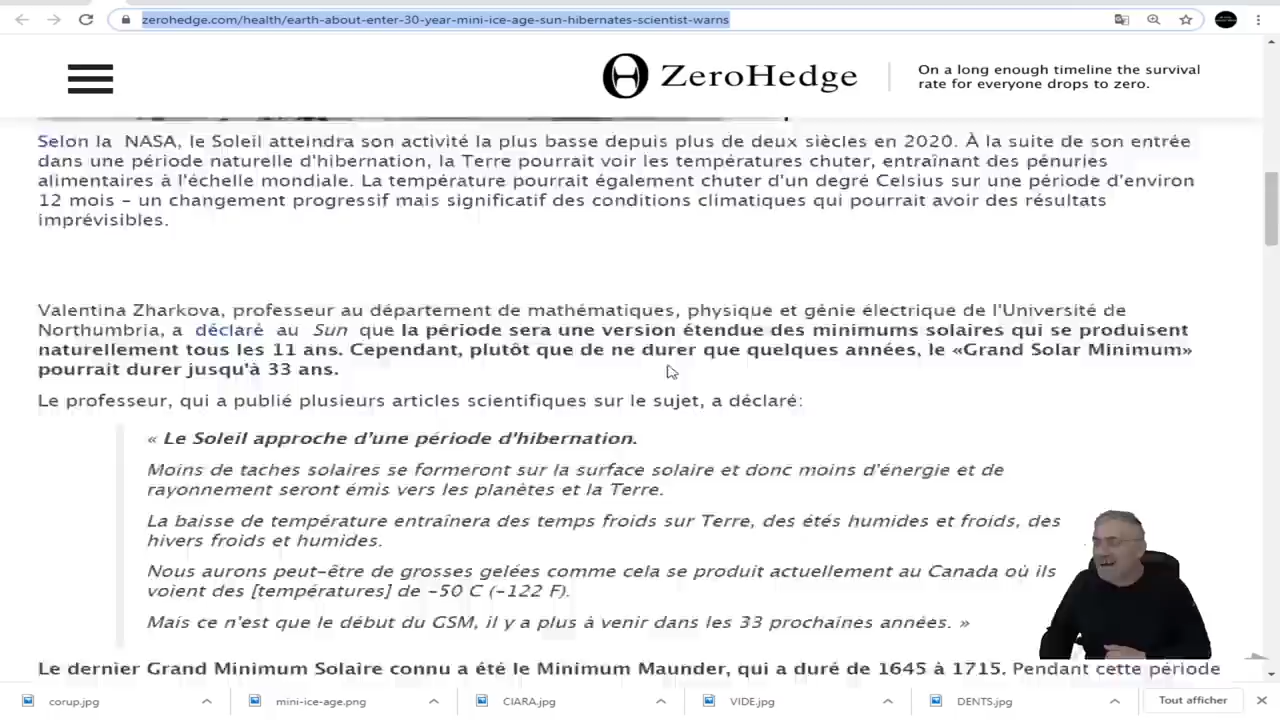 zerohedge.com/health/earth-about-enter-30-year-mini-ice-age-sun-hibernates-scientist-warns
ZeroHedge
On a long enough timeline the survival
rate for everyone drops to zero.
Selon la NASA, le Soleil atteindra son activité la plus basse depuis plus de deux siècles en 2020. À la suite de son entrée
dans une période naturelle d'hibernation, la Terre pourrait voir les températures chuter, entraînant des pénuries
alimentaires à l'échelle mondiale. La température pourrait également chuter d'un degré Celsius sur une période d'environ
12 mois – un changement progressif mais significatif des conditions climatiques qui pourrait avoir des résultats
imprévisibles.
Valentina Zharkova, professeur au département de mathématiques, physique et génie électrique de l'Université de
Northumbria, a déclaré au Sun que la période sera une version étendue des minimums solaires qui se produisent
naturellement tous les 11 ans. Cependant, plutôt que de ne durer que quelques années, le «Grand Solar Minimum»
pourrait durer jusqu'à 33 ans.
Le professeur, qui a publié plusieurs articles scientifiques sur le sujet, a déclaré:
« Le Soleil approche d'une période d'hibernation.
Moins de taches solaires se formeront sur la surface solaire et donc moins d'énergie et de
rayonnement seront émis vers les planètes et la Terre.
La baisse de température entraînera des temps froids sur Terre, des étés humides et froids, des
hivers froids et humides.
Nous aurons peut-être de grosses gelées comme cela se produit actuellement au Canada où ils
voient des [températures] de -50 C (-122 F).
Mais ce n'est que le début du GSM, il y a plus à venir dans les 33 prochaines années. »
Le dernier Grand Minimum Solaire connu a été le Minimum Maunder, qui a duré de 1645 à 1715. Pendant cette période
corup.jpg
mini-ice-age.png
CIARA.jpg
VIDE.jpg
DENTS.jpg
Tout afficher